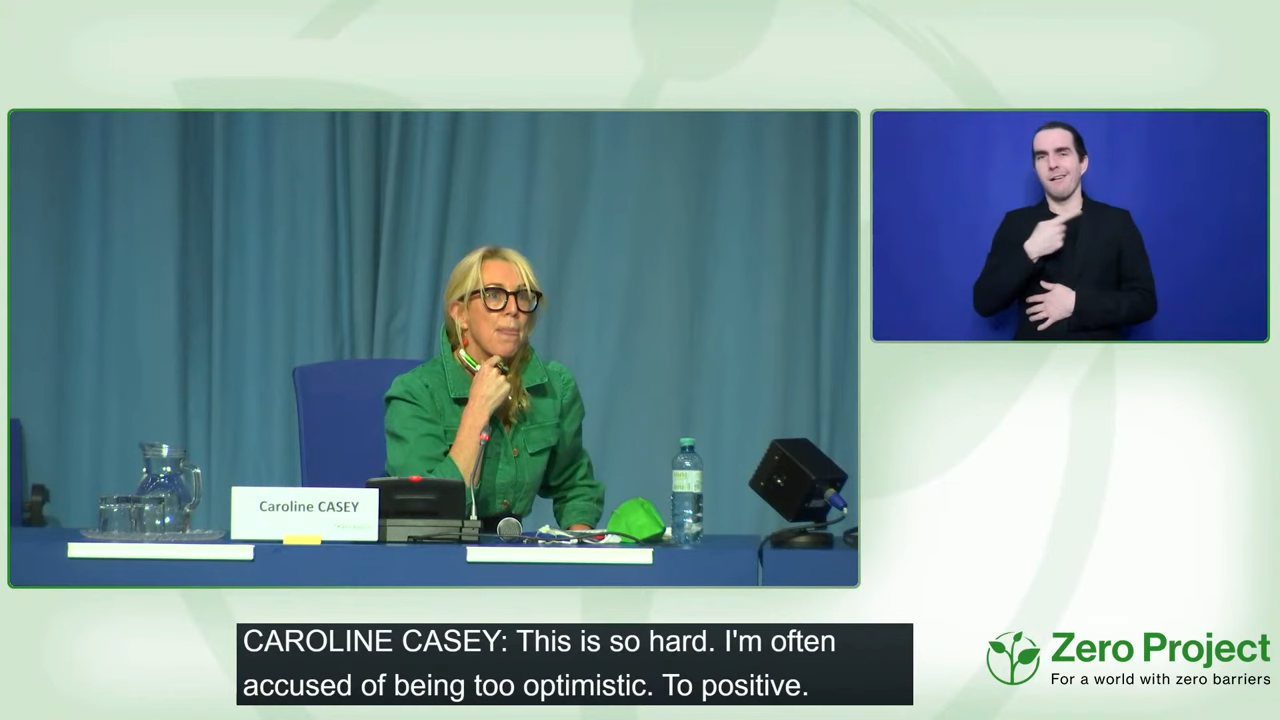 Caroline CASEY
CAROLINE CASEY: This is so hard. I'm often
accused of being too optimistic. To positive.
Zero Project
For a world with zero barriers